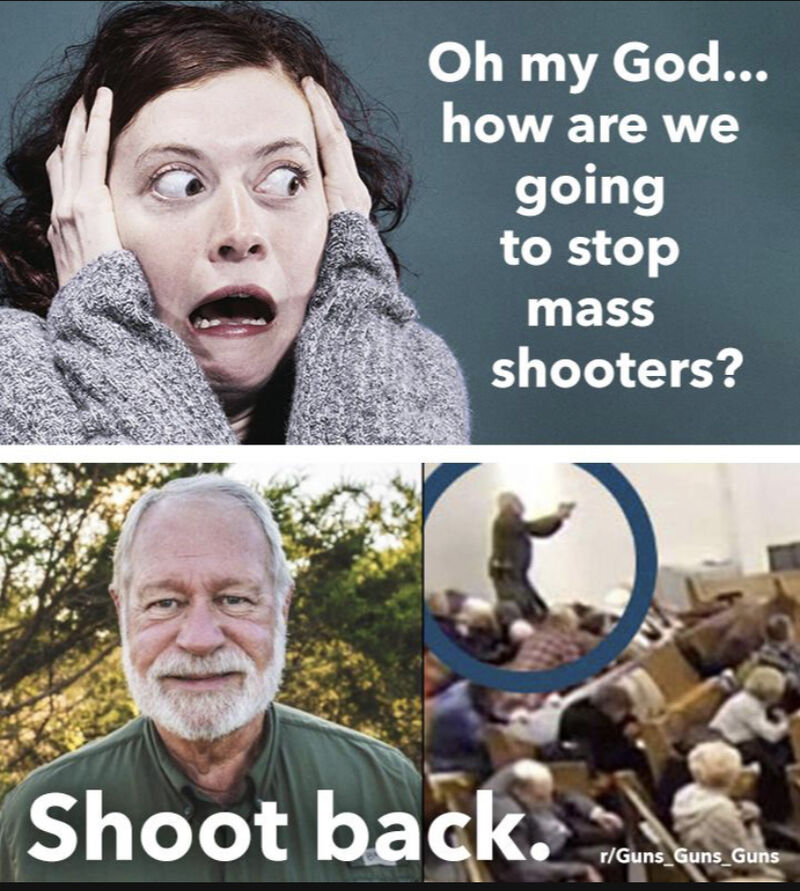 Oh my God...
how are we
going
to stop
mass
shooters?
Shoot back.
r/Guns_Guns_Guns